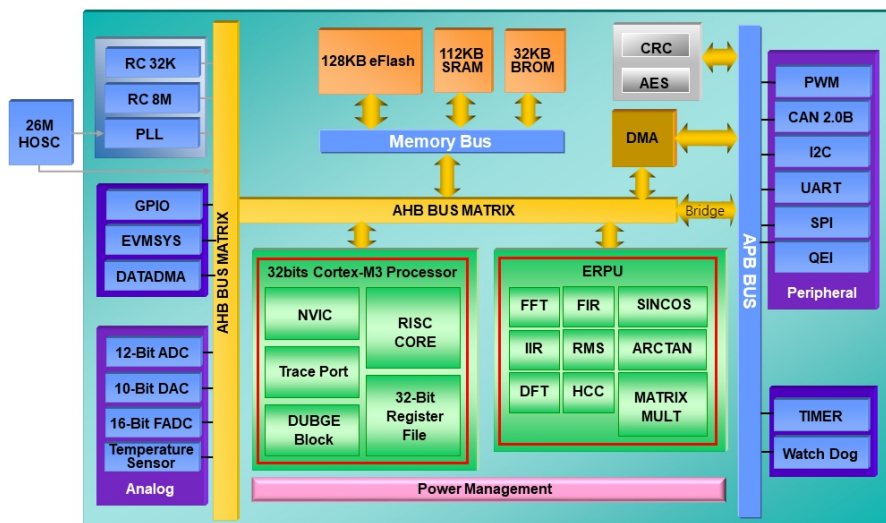 26M
HOSC
RC 32K
RC 8M
PLL
128KB eFlash
112KB
SRAM
32KB
BROM
Memory Bus
CRC
AES
DMA
PWM
CAN 2.0B
I2C
UART
SPI
QEI
Peripheral
GPIO
EVMSYS
DATADMA
AHB BUS MATRIX
AHB BUS MATRIX
Bridge
APB BUS
32bits Cortex-M3 Processor
NVIC
Trace Port
DUBGE
Block
RISC
CORE
32-Bit
Register
File
ERPU
FFT
FIR
SINCOS
IIR
RMS
ARCTAN
DFT
HCC
MATRIX
MULT
12-Bit ADC
10-Bit DAC
16-Bit FADC
Temperature
Sensor
Analog
TIMER
Watch Dog
Power Management